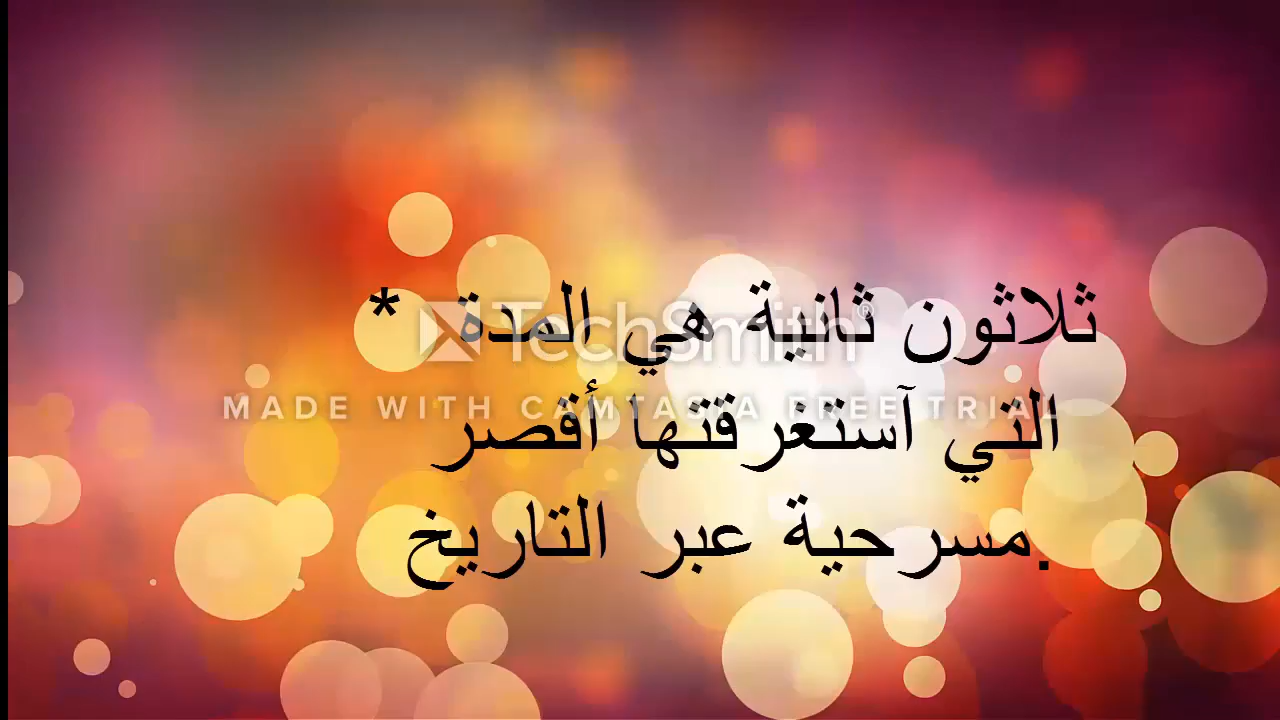 ثلاثون ثانية هي المدة *
التي آستغرقتها أقصر
مسرحية عبر التاريخ.
TechSmith®
MADE WITH CAMTASIA FREE TRIAL